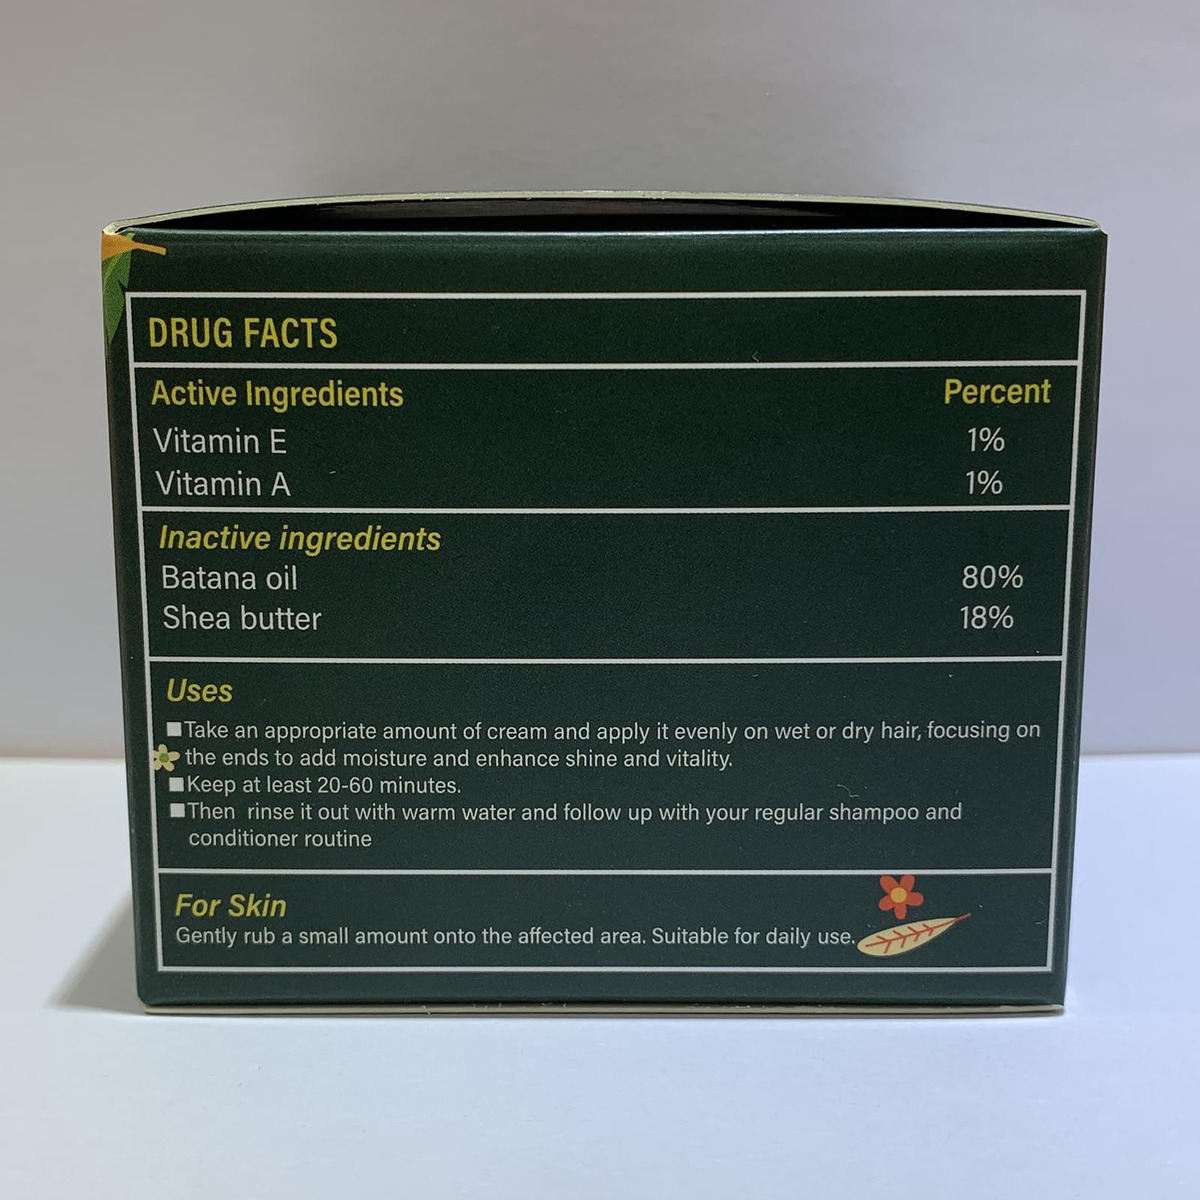 DRUG FACTS
Active Ingredients Percent
Vitamin E 1%
Vitamin A 1%
Inactive ingredients
Batana oil 80%
Shea butter 18%
Uses
■Take an appropriate amount of cream and apply it evenly on wet or dry hair, focusing on
the ends to add moisture and enhance shine and vitality.
■Keep at least 20-60 minutes.
■Then rinse it out with warm water and follow up with your regular shampoo and
conditioner routine
For Skin
Gently rub a small amount onto the affected area. Suitable for daily use.